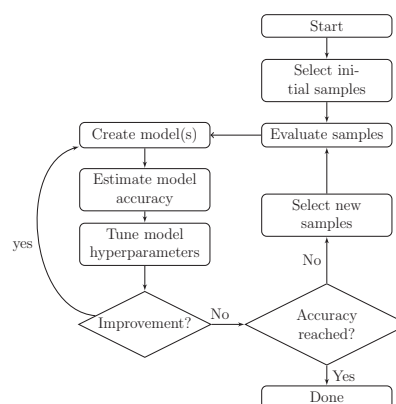 Start
Select ini-
tial samples
Evaluate samples
Create model(s)
Estimate model
accuracy
Tune model
hyperparameters
Select new
samples
yes
No
Improvement?
No
Accuracy
reached?
Yes
Done